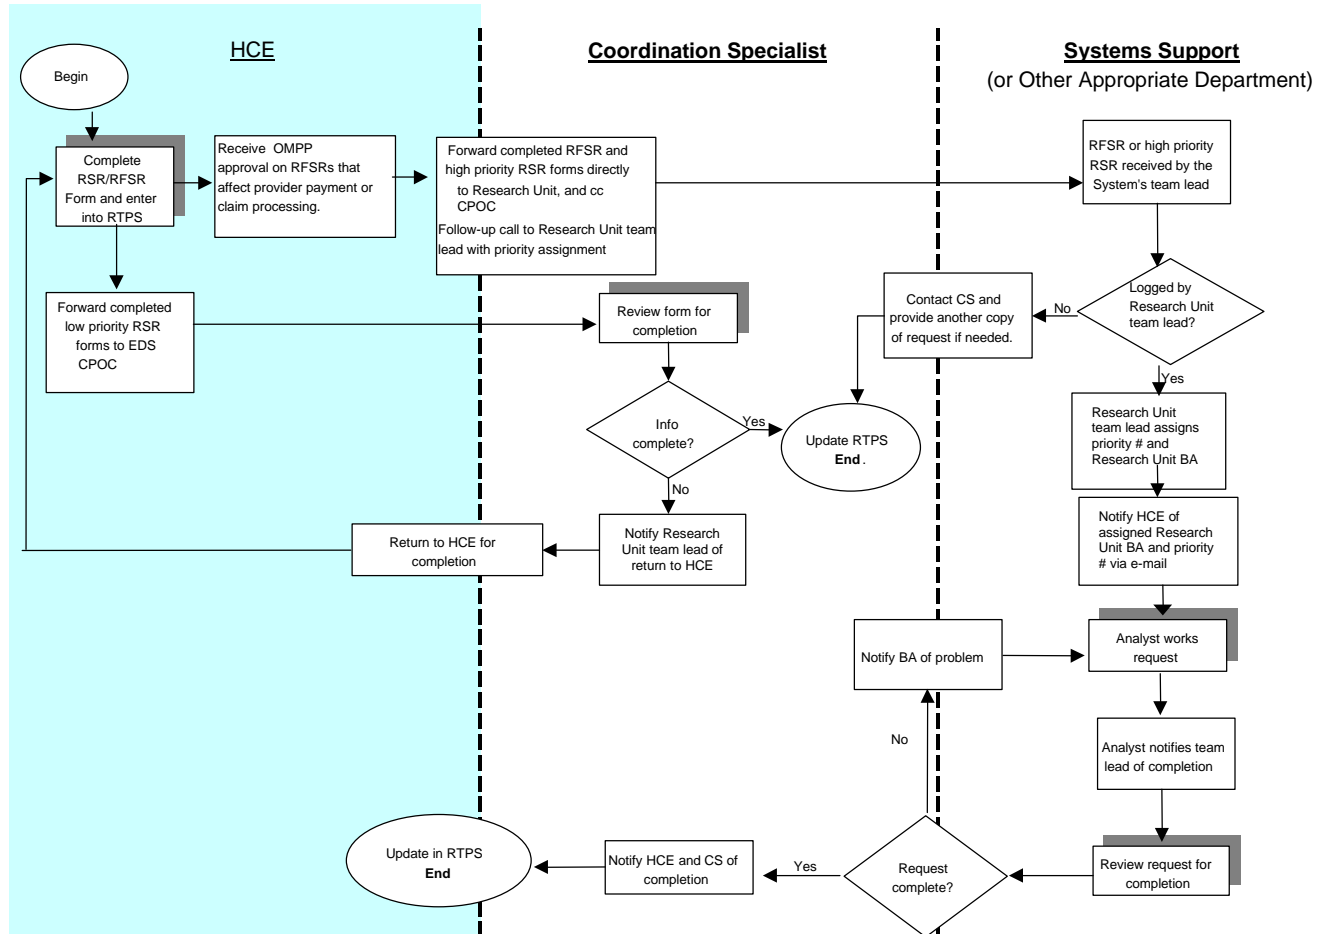 HCE
Coordination Specialist
Systems Support
(or Other Appropriate Department)
Begin
Complete
RSR/RFSR
Form and enter
into RTPS
Receive OMPP
approval on RFSRs that
affect provider payment or
claim processing.
Forward completed RFSR and
high priority RSR forms directly
to Research Unit, and cc
CPOC
Follow-up call to Research Unit team
lead with priority assignment
RFSR or high priority
RSR received by the
System's team lead
Forward completed
low priority RSR
forms to EDS
CPOC
Review form for
completion
Contact CS and
provide another copy
of request if needed.
No
Logged by
Research Unit
team lead?
Yes
Info
complete?
Yes
Update RTPS
End .
Research Unit
team lead assigns
priority # and
Research Unit BA
No
Return to HCE for
completion
Notify Research
Unit team lead of
return to HCE
Notify HCE of
assigned Research
Unit BA and priority
# via e-mail
Notify BA of problem
Analyst works
request
No
Analyst notifies team
lead of completion
Update in RTPS
End
Notify HCE and CS of
completion
Yes
Request
complete?
Review request for
completion